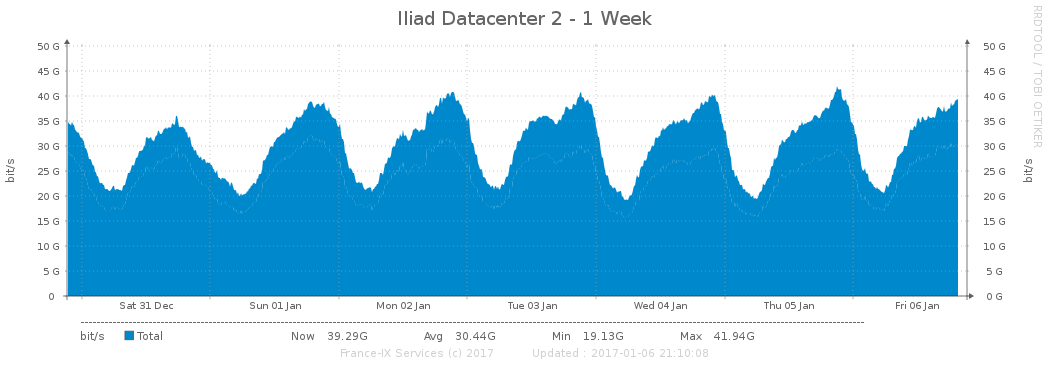 Iliad Datacenter 2 - 1 Week
RRDTOOL / TOBI OETIKER
50 G 50 G
45 G 45 G
40 G 40 G
35 G 35 G
30 G 30 G
25 G 25 G
20 G 20 G
15 G 15 G
10 G 10 G
5 G 5 G
0 0 G
bit/s bit/s
Sat 31 Dec Sun 01 Jan Mon 02 Jan Tue 03 Jan Wed 04 Jan Thu 05 Jan Fri 06 Jan
bit/s Total Now 39.29G Avg 30.44G Min 19.13G Max 41.94G
France-IX Services (c) 2017 Updated : 2017-01-06 21:10:08